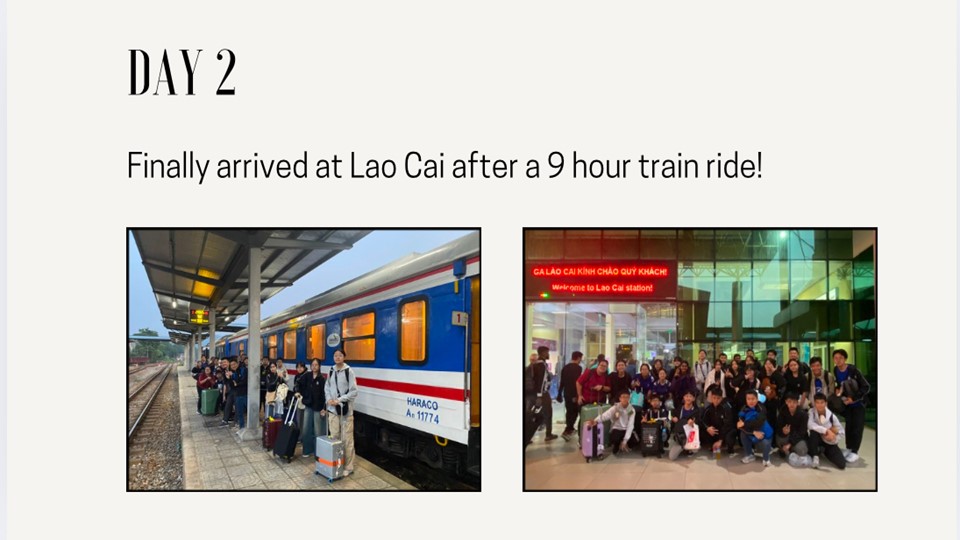 DAY 2
Finally arrived at Lao Cai after a 9 hour train ride!
1
HARACO
An 11774
GA LÀO CAI KÍNH CHÀO QUÝ KHÁCH!
Welcome to Lao Cai station!